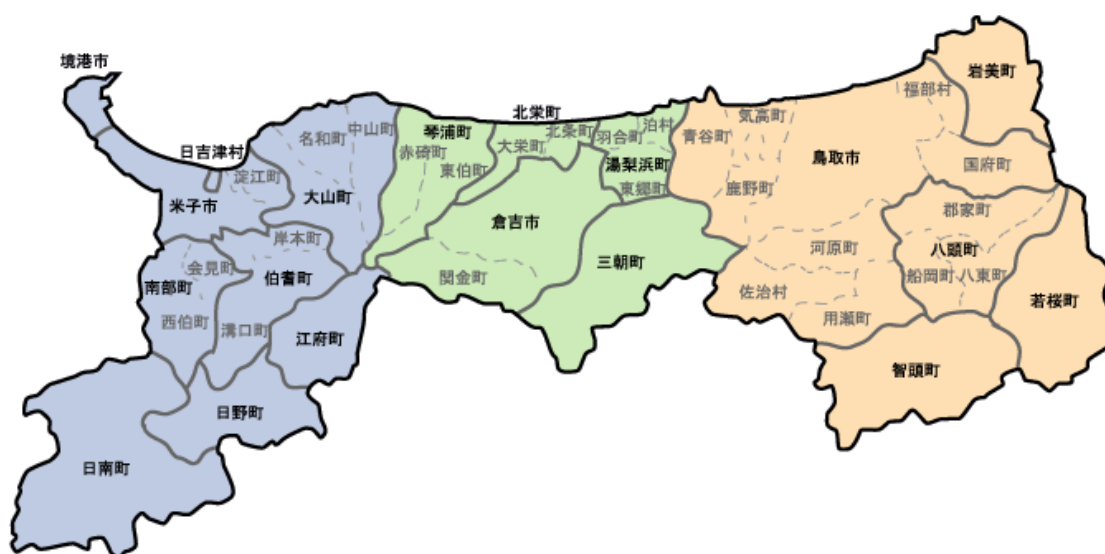 境港市
日吉津村
淀江町
米子市
名和町
中山町
大山町
岸本町
会見町
南部町
伯耆町
西伯町
溝口町
江府町
日野町
日南町
北栄町
琴浦町
赤碕町
東伯町
大栄町
北条町
羽合町
泊村
湯梨浜町
東郷町
倉吉市
関金町
三朝町
岩美町
福部村
気高町
青谷町
鳥取市
国府町
鹿野町
郡家町
河原町
八頭町
船岡町
八東町
佐治村
用瀬町
若桜町
智頭町